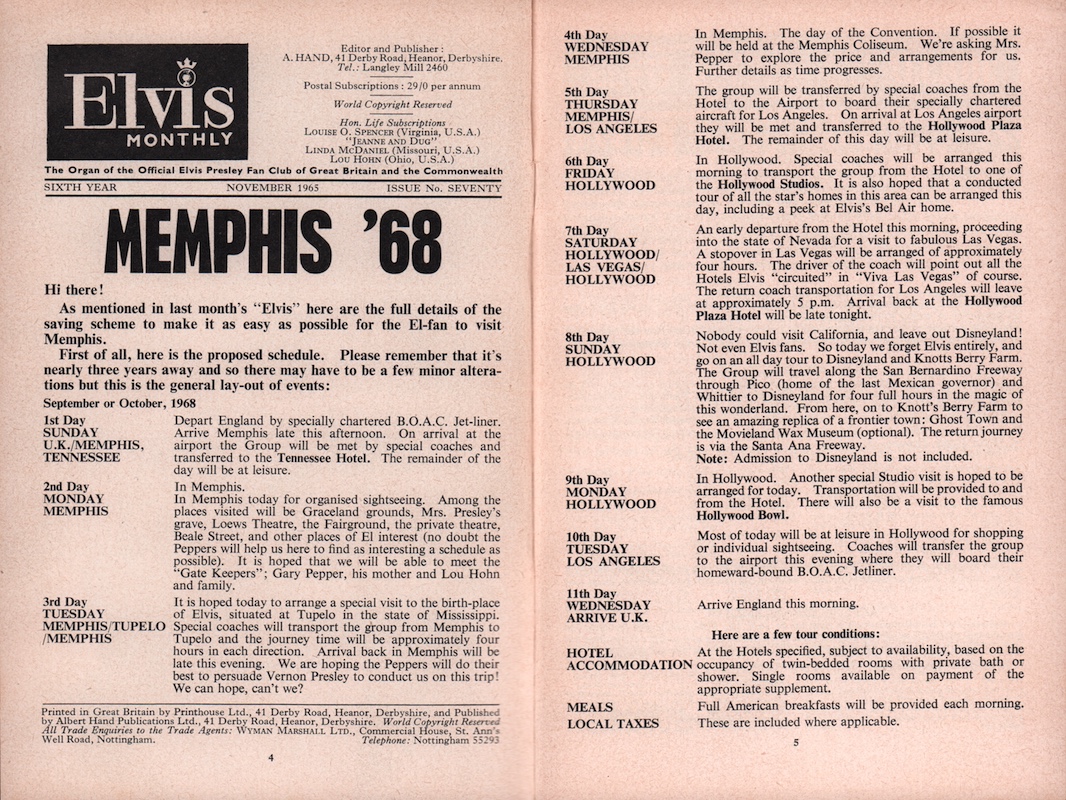 Elvis
MONTHLY
Editor and Publisher :
A. HAND, 41 Derby Road, Heanor, Derbyshire.
Tel.: Langley Mill 2460
Postal Subscriptions : 29/0 per annum
World Copyright Reserved
Hon. Life Subscriptions
LOUISE O. SPENCER (Virginia, U.S.A.)
"JEANNE AND DUG"
LINDA MCDANIEL (Missouri, U.S.A.)
LOU HOHN (Ohio, U.S.A.)
The Organ of the Official Elvis Presley Fan Club of Great Britain and the Commonwealth
SIXTH YEAR NOVEMBER 1965 ISSUE No. SEVENTY
MEMPHIS '68
Hi there!
As mentioned in last month's "Elvis" here are the full details of the
saving scheme to make it as easy as possible for the El-fan to visit
Memphis.
First of all, here is the proposed schedule. Please remember that it's
nearly three years away and so there may have to be a few minor altera-
tions but this is the general lay-out of events:
September or October, 1968
1st Day
SUNDAY
U.K./MEMPHIS,
TENNESSEE
Depart England by specially chartered B.O.A.C. Jet-liner.
Arrive Memphis late this afternoon. On arrival at the
airport the Group will be met by special coaches and
transferred to the Tennessee Hotel. The remainder of the
day will be at leisure.
2nd Day
MONDAY
MEMPHIS
In Memphis.
In Memphis today for organised sightseeing. Among the
places visited will be Graceland grounds, Mrs. Presley's
grave, Loews Theatre, the Fairground, the private theatre,
Beale Street, and other places of El interest (no doubt the
Peppers will help us here to find as interesting a schedule as
possible). It is hoped that we will be able to meet the
"Gate Keepers"; Gary Pepper, his mother and Lou Hohn
and family.
3rd Day
TUESDAY
MEMPHIS/TUPELO
/MEMPHIS
It is hoped today to arrange a special visit to the birth-place
of Elvis, situated at Tupelo in the state of Mississippi.
Special coaches will transport the group from Memphis to
Tupelo and the journey time will be approximately four
hours in each direction. Arrival back in Memphis will be
late this evening. We are hoping the Peppers will do their
best to persuade Vernon Presley to conduct us on this trip!
We can hope, can't we?
Printed in Great Britain by Printhouse Ltd., 41 Derby Road, Heanor, Derbyshire, and Published
by Albert Hand Publications Ltd., 41 Derby Road, Heanor, Derbyshire. World Copyright Reserved
All Trade Enquiries to the Trade Agents: WYMAN MARSHALL LTD., Commercial House, St. Ann's
Well Road, Nottingham. Telephone: Nottingham 55293
4
4th Day
WEDNESDAY
MEMPHIS
In Memphis. The day of the Convention. If possible it
will be held at the Memphis Coliseum. We're asking Mrs.
Pepper to explore the price and arrangements for us.
Further details as time progresses.
5th Day
THURSDAY
MEMPHIS/
LOS ANGELES
The group will be transferred by special coaches from the
Hotel to the Airport to board their specially chartered
aircraft for Los Angeles. On arrival at Los Angeles airport
they will be met and transferred to the Hollywood Plaza
Hotel. The remainder of this day will be at leisure.
6th Day
FRIDAY
HOLLYWOOD
In Hollywood. Special coaches will be arranged this
morning to transport the group from the Hotel to one of
the Hollywood Studios. It is also hoped that a conducted
tour of all the star's homes in this area can be arranged this
day, including a peek at Elvis's Bel Air home.
7th Day
SATURDAY
HOLLYWOOD/
LAS VEGAS/
HOLLYWOOD
An early departure from the Hotel this morning, proceeding
into the state of Nevada for a visit to fabulous Las Vegas.
A stopover in Las Vegas will be arranged of approximately
four hours. The driver of the coach will point out all the
Hotels Elvis "circuited" in "Viva Las Vegas" of course.
The return coach transportation for Los Angeles will leave
at approximately 5 p.m. Arrival back at the Hollywood
Plaza Hotel will be late tonight.
8th Day
SUNDAY
HOLLYWOOD
Nobody could visit California, and leave out Disneyland!
Not even Elvis fans. So today we forget Elvis entirely, and
go on an all day tour to Disneyland and Knotts Berry Farm.
The Group will travel along the San Bernardino Freeway
through Pico (home of the last Mexican governor) and
Whittier to Disneyland for four full hours in the magic of
this wonderland. From here, on to Knott's Berry Farm to
see an amazing replica of a frontier town: Ghost Town and
the Movieland Wax Museum (optional). The return journey
is via the Santa Ana Freeway.
Note: Admission to Disneyland is not included.
9th Day
MONDAY
HOLLYWOOD
In Hollywood. Another special Studio visit is hoped to be
arranged for today. Transportation will be provided to and
from the Hotel. There will also be a visit to the famous
Hollywood Bowl.
10th Day
TUESDAY
LOS ANGELES
Most of today will be at leisure in Hollywood for shopping
or individual sightseeing. Coaches will transfer the group
to the airport this evening where they will board their
homeward-bound B.O.A.C. Jetliner.
11th Day
WEDNESDAY
ARRIVE U.K.
Arrive England this morning.
Here are a few tour conditions:
HOTEL
ACCOMMODATION
At the Hotels specified, subject to availability, based on the
occupancy of twin-bedded rooms with private bath or
shower. Single rooms available on payment of the
appropriate supplement.
MEALS
Full American breakfasts will be provided each morning.
LOCAL TAXES
These are included where applicable.
5